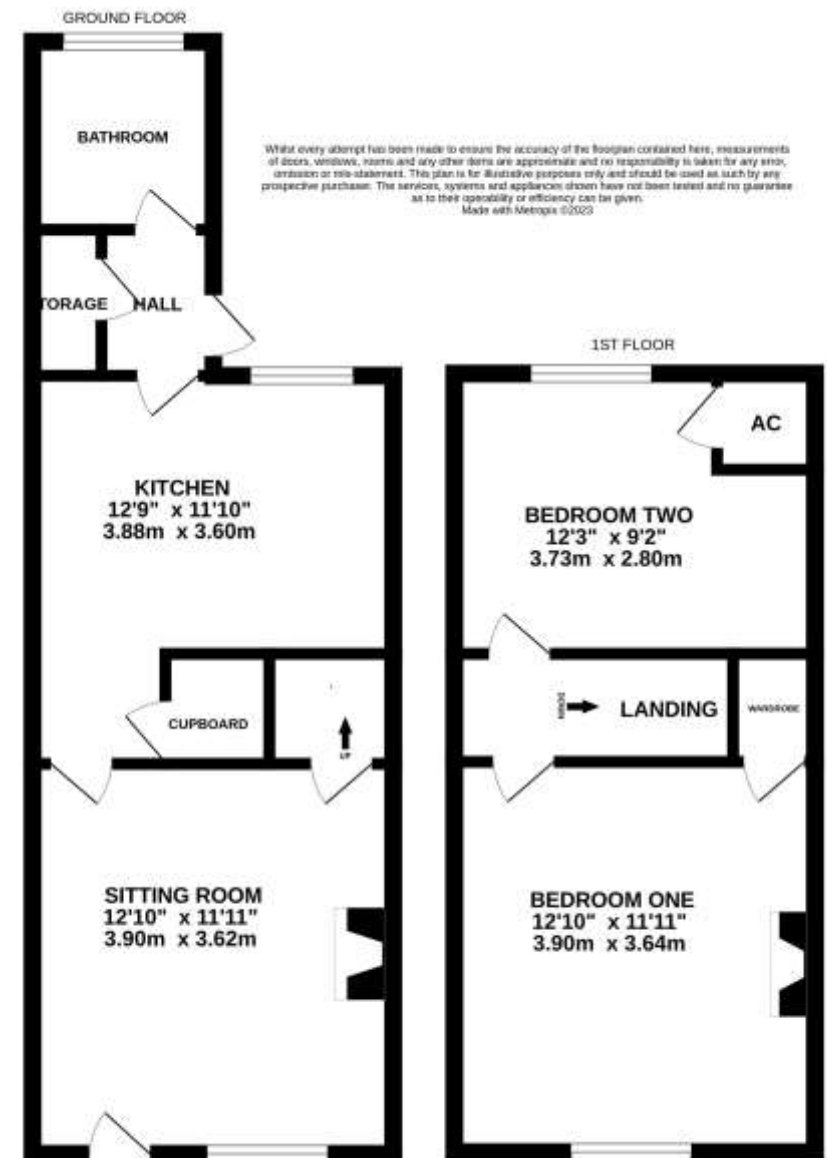 GROUND FLOOR
BATHROOM
Whilst every attempt has been made to ensure the accuracy of the floorplan contained here, measurements
of doors, windows, rooms and any other items are approximate and no responsibility is taken for any error,
omission or mis-statement. This plan is for illustrative purposes only and should be used as such by any
prospective purchaser. The services, systems and appliances shown have not been tested and no guarantee
as to their operability or efficiency can be given.
Made with Metropix ©2023
TORAGE
HALL
KITCHEN
12'9" x 11'10"
3.88m x 3.60m
CUPBOARD
UP
SITTING ROOM
12'10" x 11'11"
3.90m x 3.62m
1ST FLOOR
AC
BEDROOM TWO
12'3" x 9'2"
3.73m x 2.80m
DOWN
LANDING
WARDROBE
BEDROOM ONE
12'10" x 11'11"
3.90m x 3.64m